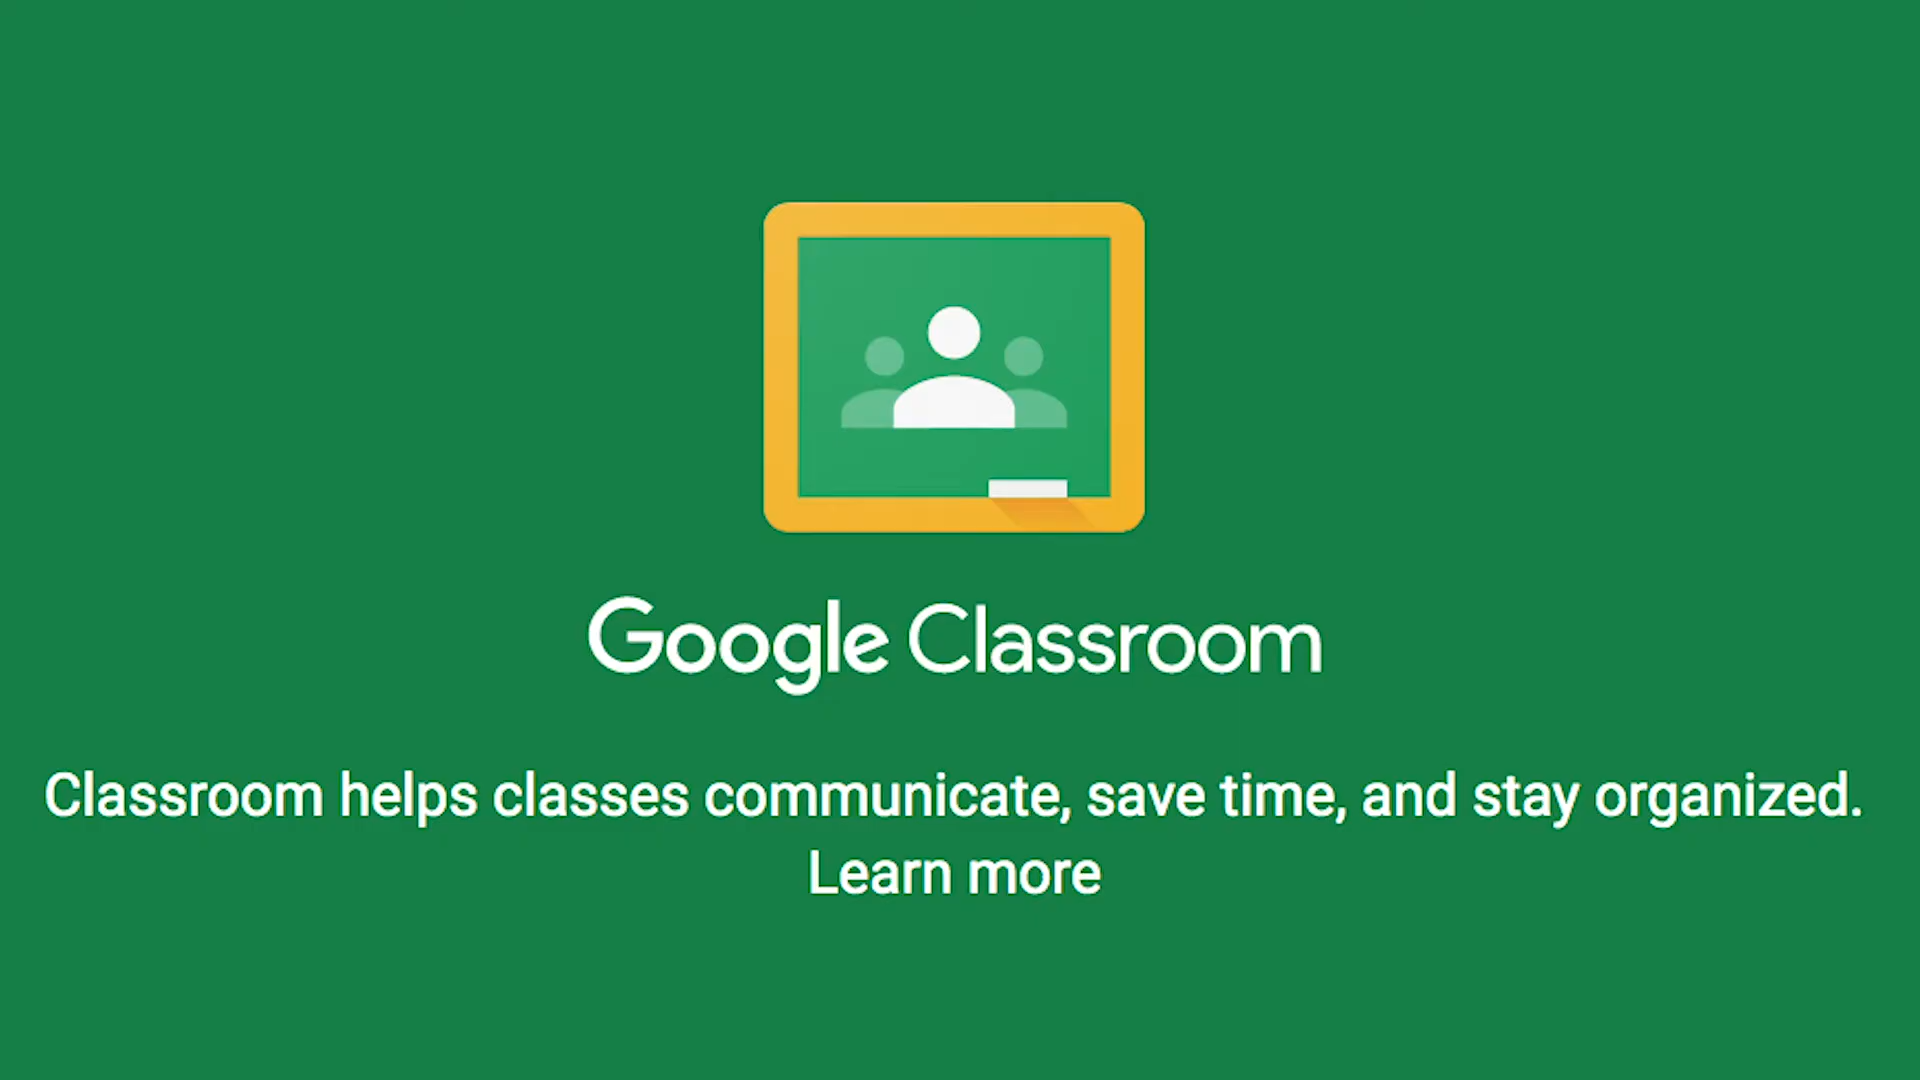 Google Classroom
Classroom helps classes communicate, save time, and stay organized.
Learn more